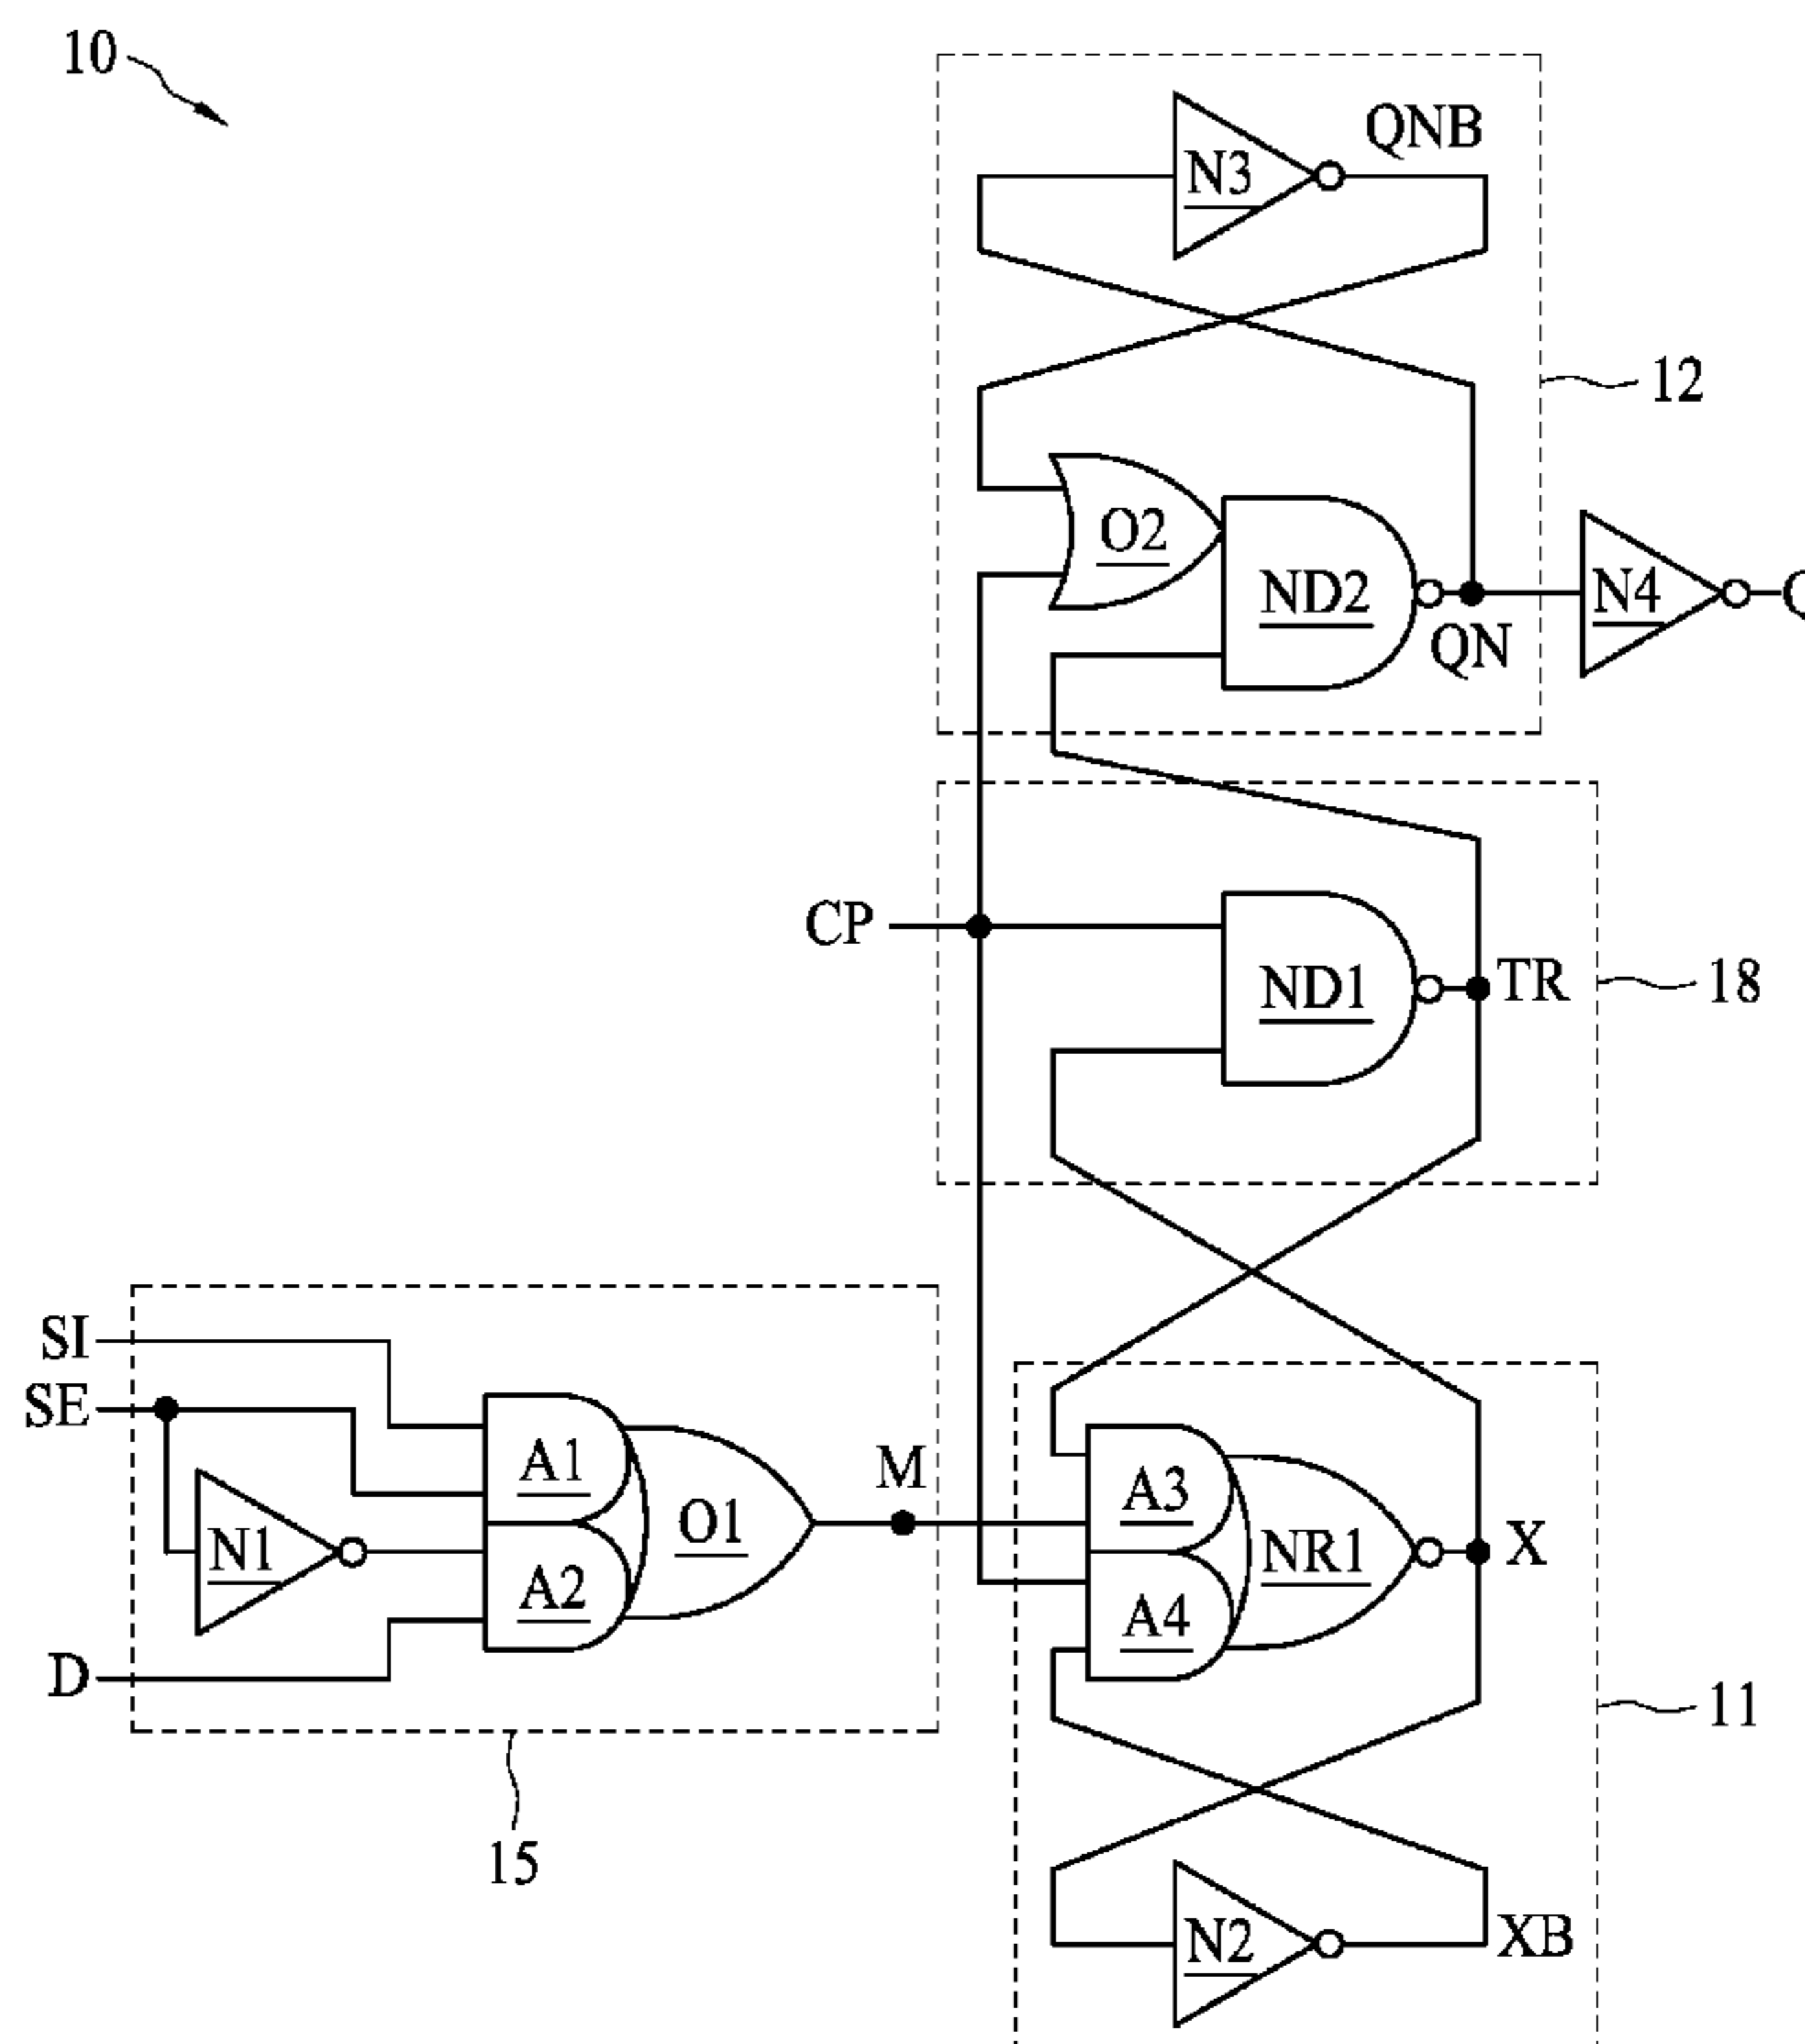 10
QNB
N3
12
O2
ND2
N4
QN
CP
ND1
TR
18
SI
SE
A1
M
A3
N1
O1
NR1
X
A2
A4
D
11
15
N2
XB